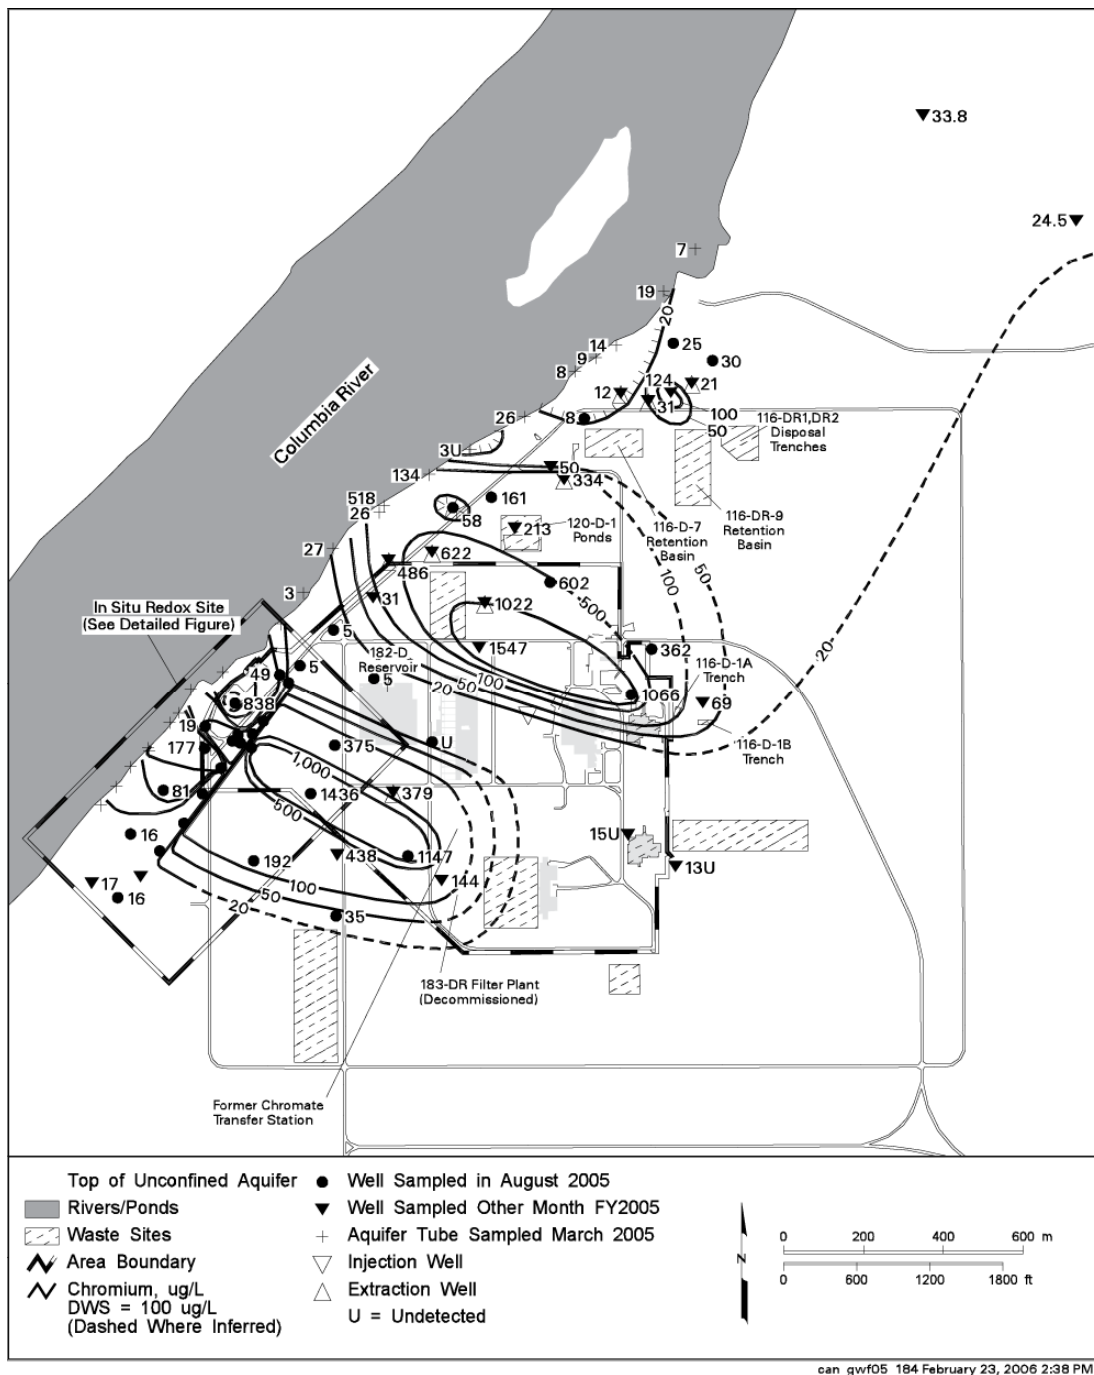 33.8
24.5
7
19
20
25
14
9
30
8
124
21
12
31
Columbia River
26
8
100
50
116-DR1,DR2
Disposal
Trenches
3U
134
50
334
518
26
161
58
213
120-D-1
Ponds
116-D-7
Retention
Basin
116-DR-9
Retention
Basin
27
622
486
100
50
3
31
602
500
1022
In Situ Redox Site
(See Detailed Figure)
5
182-D
Reservoir
1547
362
20
49
5
5
100
50
20
116-D-1A
Trench
838
1066
69
19
177
375
U
116-D-1B
Trench
1,000
81
1436
379
500
16
15U
192
438
1147
13U
17
16
100
144
50
20
35
183-DR Filter Plant
(Decommissioned)
Former Chromate
Transfer Station
Top of Unconfined Aquifer
Rivers/Ponds
Waste Sites
Area Boundary
Chromium, ug/L
DWS = 100 ug/L
(Dashed Where Inferred)
Well Sampled in August 2005
Well Sampled Other Month FY2005
Aquifer Tube Sampled March 2005
Injection Well
Extraction Well
U = Undetected
N
0 200 400 600 m
0 600 1200 1800 ft
can_gwf05_184 February 23, 2006 2:38 PM